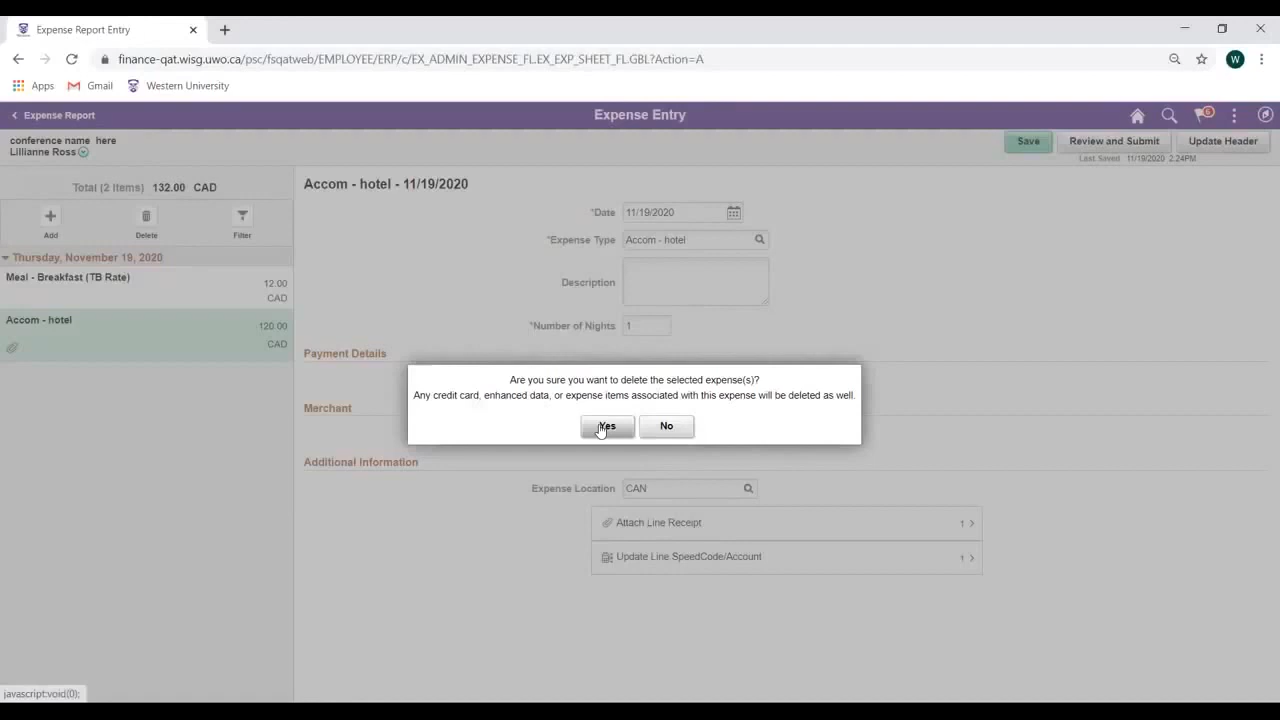 Expense Report Entry
finance-qat.wisg.uwo.ca/psc/fsqatweb/EMPLOYEE/ERP/c/EX_ADMIN_EXPENSE_FL.EX_EXP_SHEET_FL.GBL?Action=A
W
Apps Gmail Western University
Expense Report
Expense Entry
6
conference name here
Lillianne Ross
Save Review and Submit Update Header
Last Saved 11/19/2020 2:24PM
Total (2 Items) 132.00 CAD
Add Delete Filter
Thursday, November 19, 2020
Meal - Breakfast (TB Rate)
12.00
CAD
Accom - hotel
120.00
CAD
Accom - hotel - 11/19/2020
*Date 11/19/2020
*Expense Type Accom - hotel
Description
*Number of Nights 1
Payment Details
Are you sure you want to delete the selected expense(s)?
Any credit card, enhanced data, or expense items associated with this expense will be deleted as well.
Yes No
Merchant
Additional Information
Expense Location CAN
Attach Line Receipt 1
Update Line SpeedCode/Account 1
javascript:void(0);